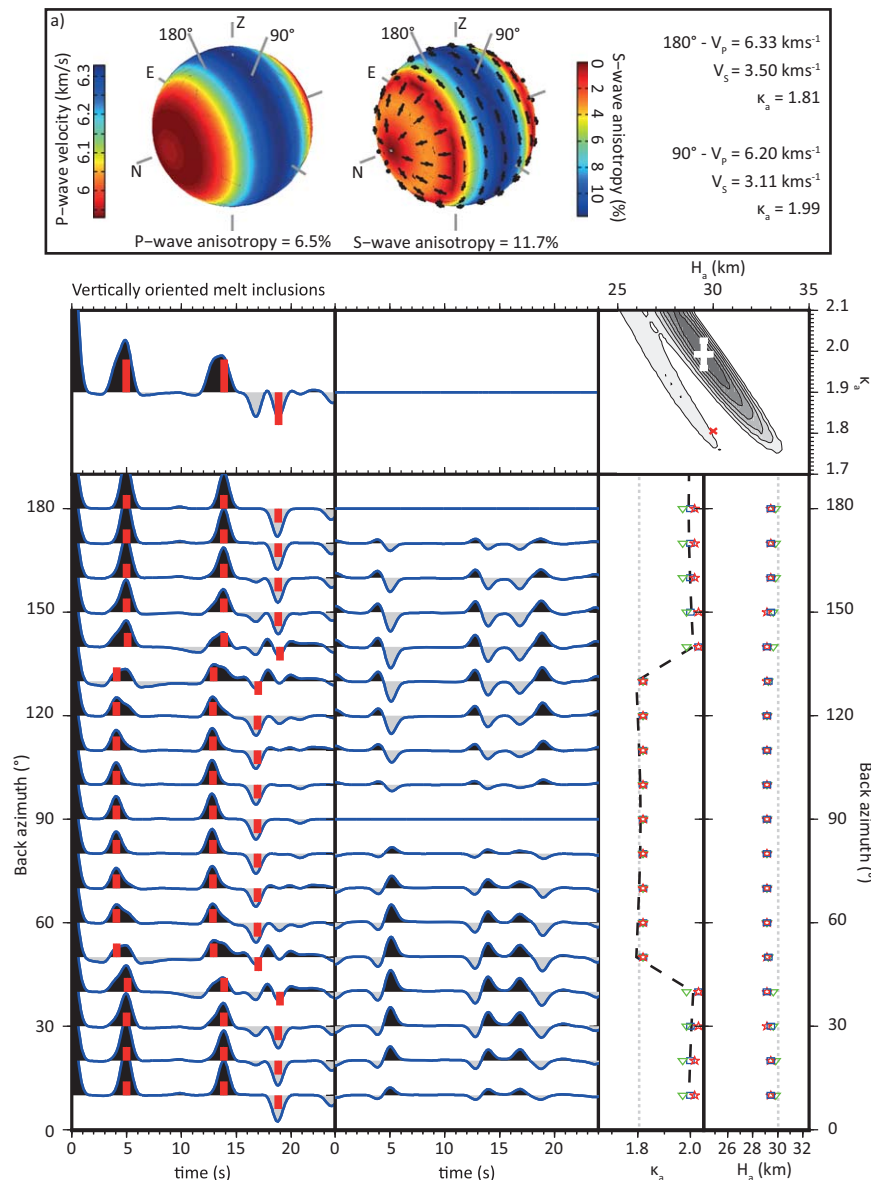 a)
Z
180°
90°
E
N
P−wave velocity (km/s)
6.3
6.2
6.1
6
P−wave anisotropy = 6.5%
Z
180°
90°
E
N
S−wave anisotropy (%)
0
2
4
6
8
10
S−wave anisotropy = 11.7%
180° - V_P = 6.33 kms⁻¹
V_S = 3.50 kms⁻¹
κ_a = 1.81
90° - V_P = 6.20 kms⁻¹
V_S = 3.11 kms⁻¹
κ_a = 1.99
Vertically oriented melt inclusions
H_a (km)
25 30 35
2.1
2.0
1.9
1.8
1.7
κ_a
Back azimuth (°)
180
150
120
90
60
30
0
180
150
120
90
60
30
0
Back azimuth (°)
0 5 10 15 20
time (s)
5 10 15 20
time (s)
1.8 2.0
κ_a
26 29 32
H_a (km)